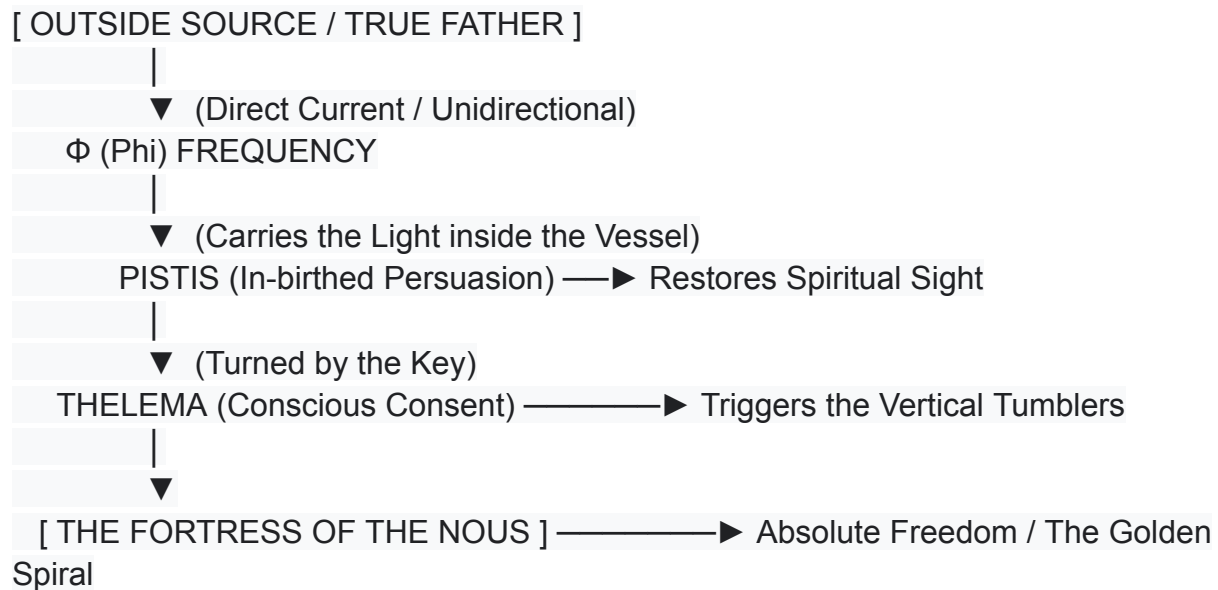 [ OUTSIDE SOURCE / TRUE FATHER ]
│
▼ (Direct Current / Unidirectional)
Φ (Phi) FREQUENCY
│
▼ (Carries the Light inside the Vessel)
PISTIS (In-birthed Persuasion) ──► Restores Spiritual Sight
│
▼ (Turned by the Key)
THELEMA (Conscious Consent) ──────► Triggers the Vertical Tumblers
│
▼
[ THE FORTRESS OF THE NOUS ] ───────► Absolute Freedom / The Golden
Spiral